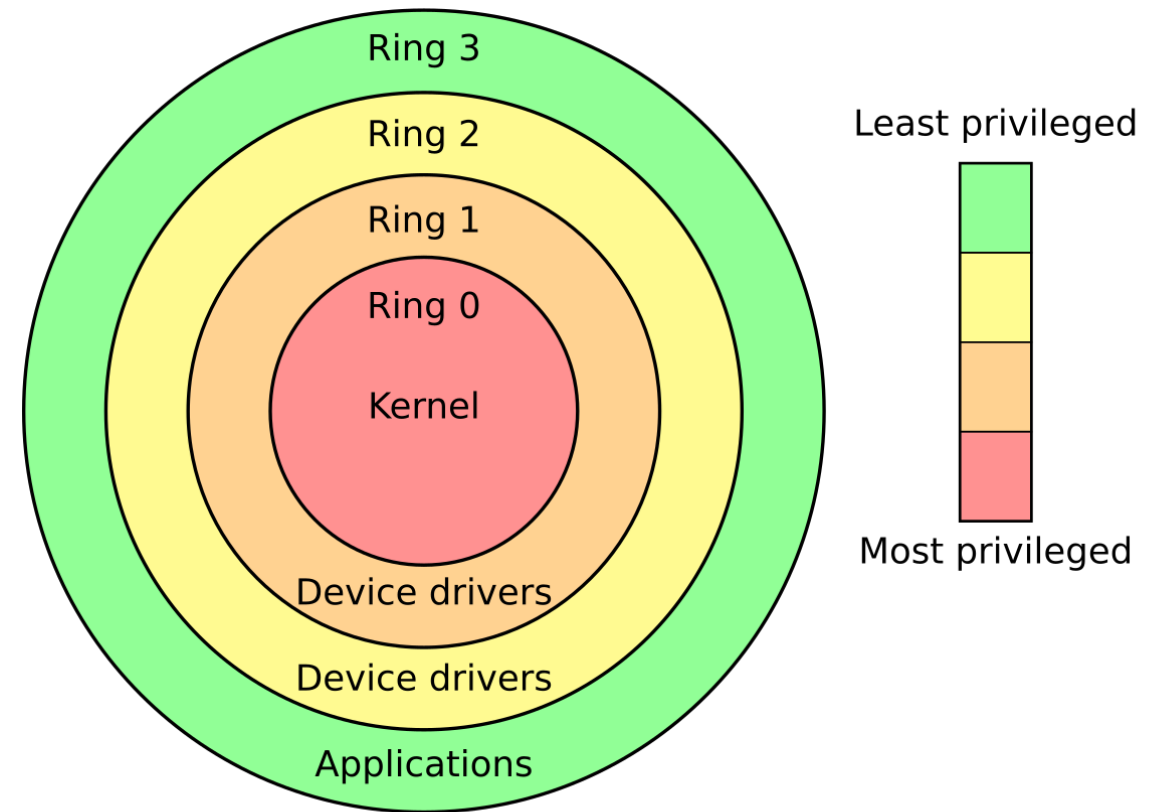 Ring 3
Ring 2
Ring 1
Ring 0
Kernel
Device drivers
Device drivers
Applications
Least privileged
Most privileged